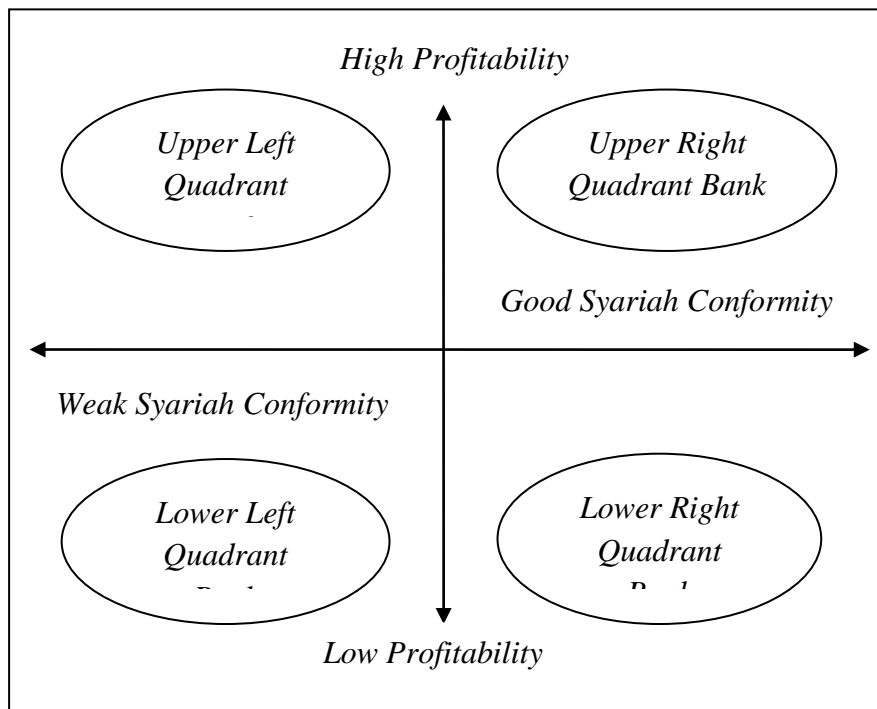 High Profitability
Upper Left
Quadrant
Upper Right
Quadrant Bank
Good Syariah Conformity
Weak Syariah Conformity
Lower Left
Quadrant
Lower Right
Quadrant
Low Profitability